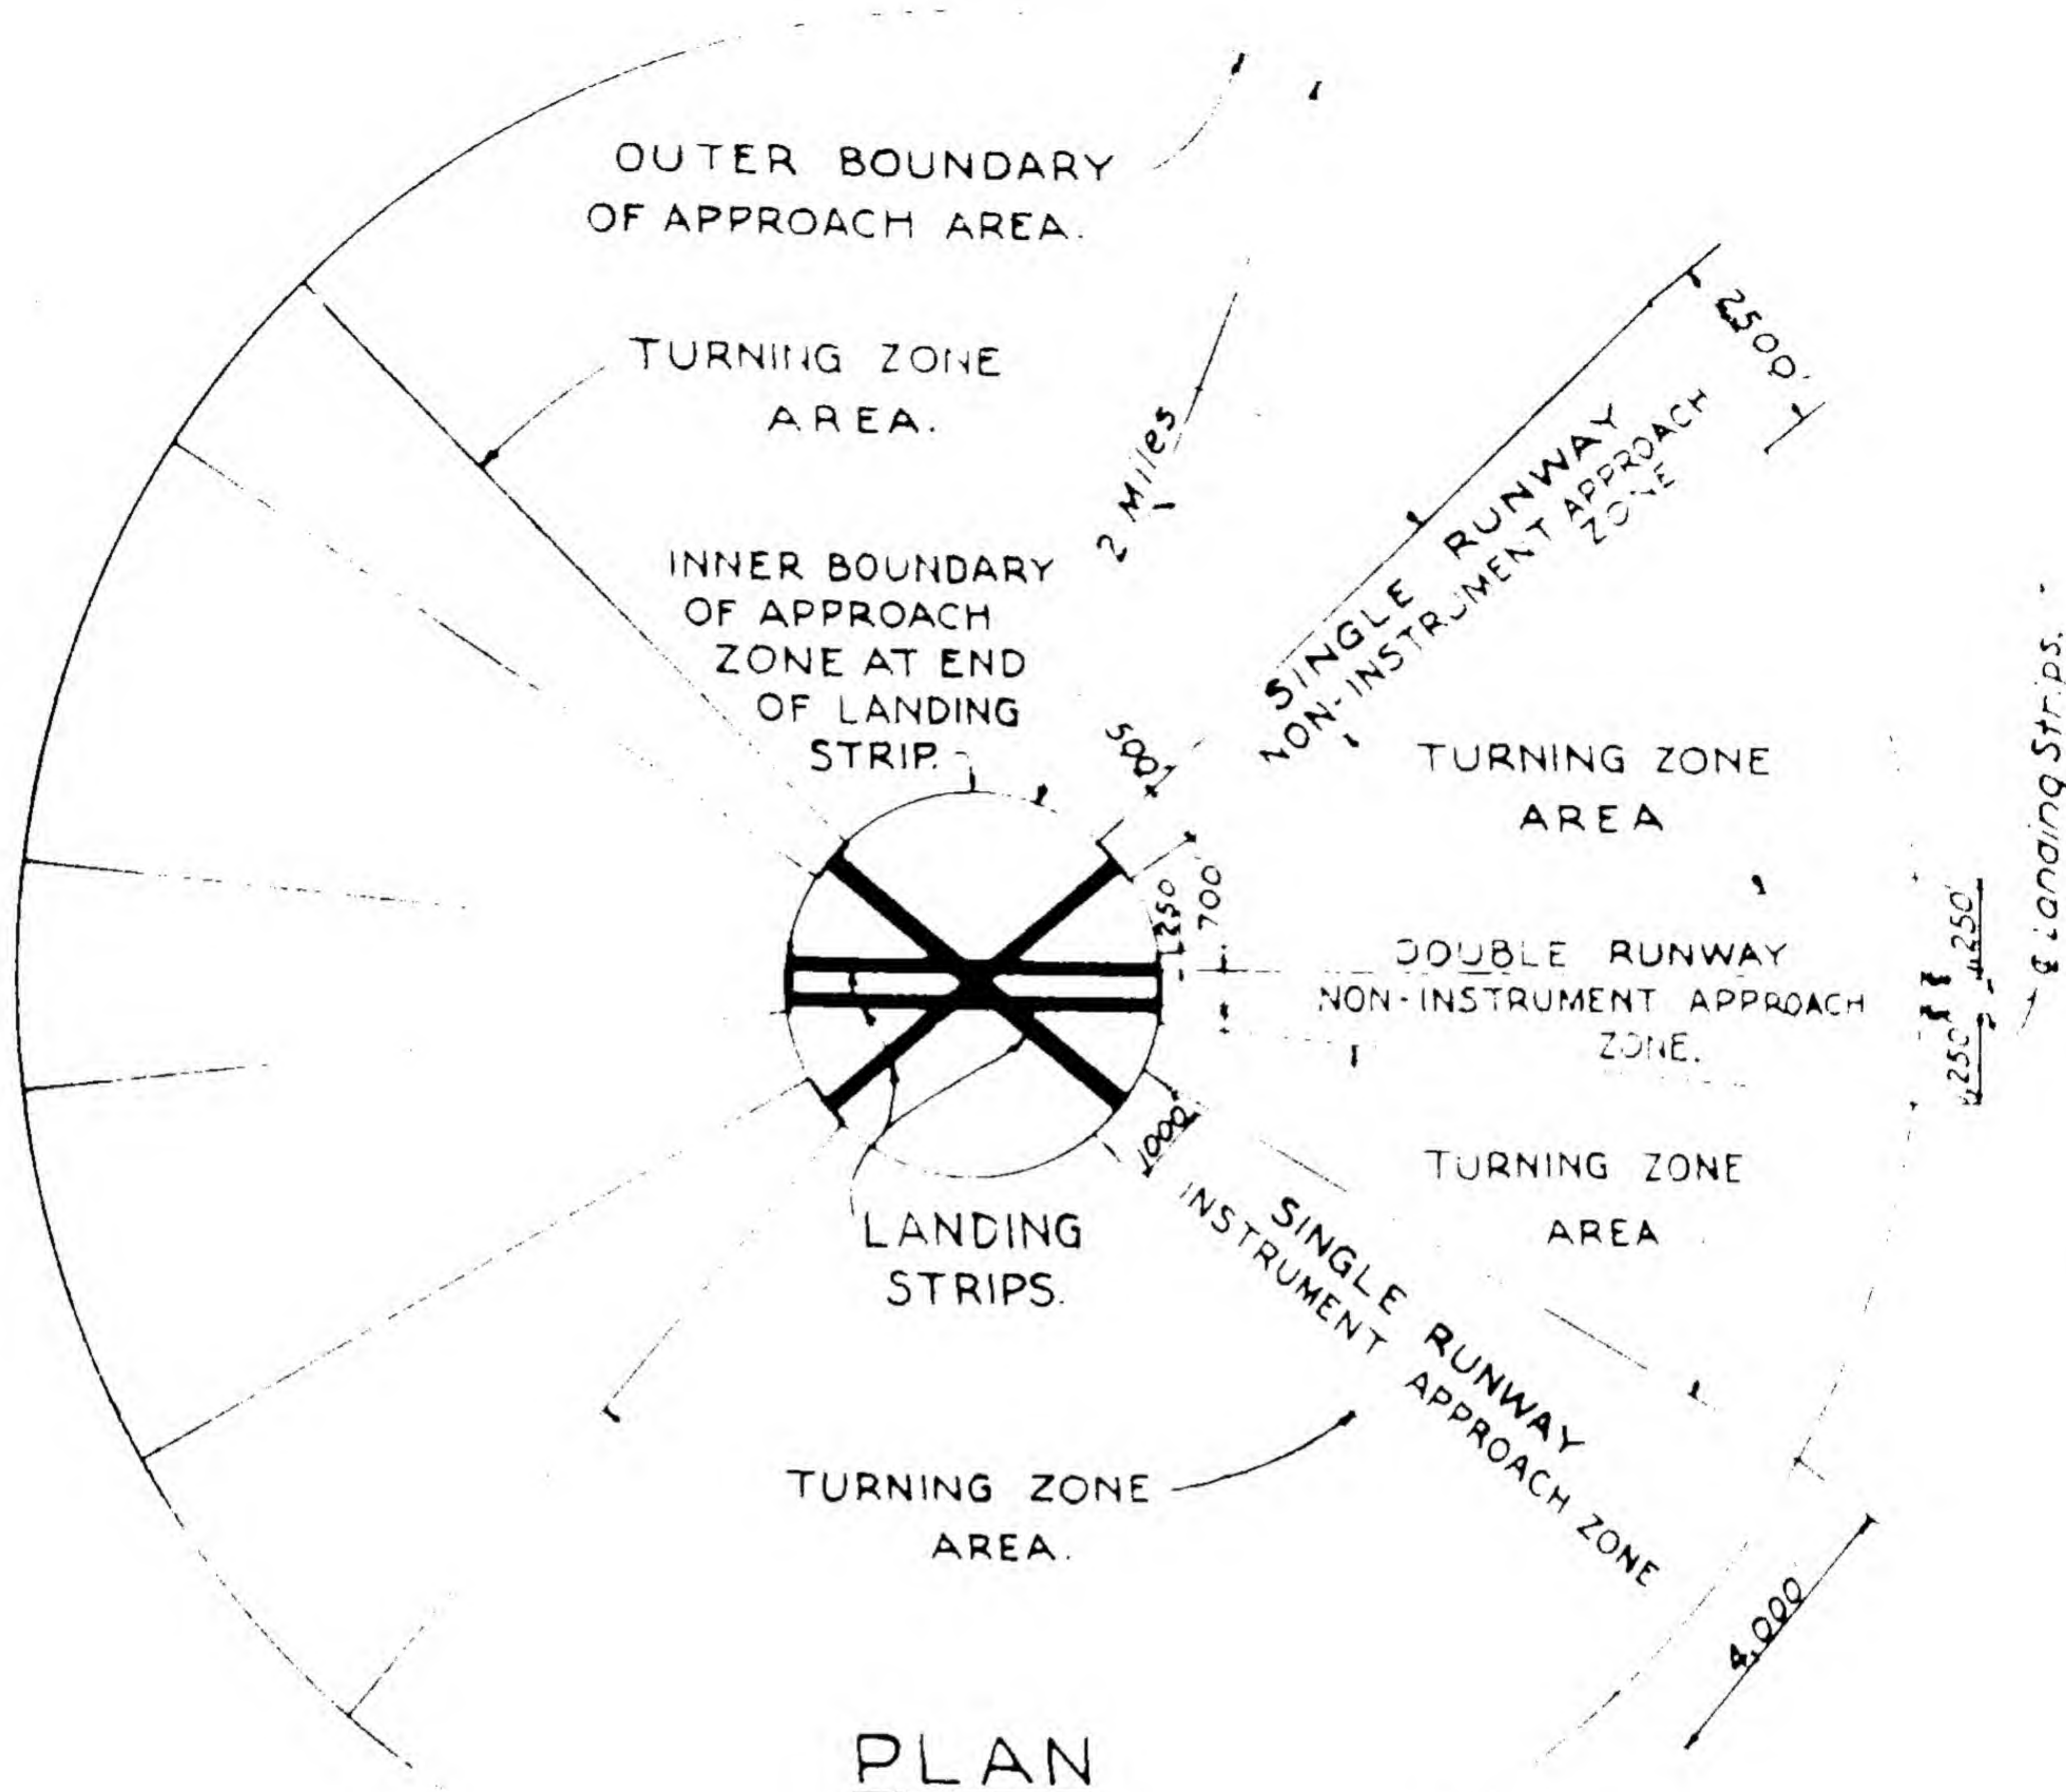 OUTER BOUNDARY
OF APPROACH AREA.
TURNING ZONE
AREA.
2 Miles
2500'
SINGLE RUNWAY
NON-INSTRUMENT APPROACH
ZONE
INNER BOUNDARY
OF APPROACH
ZONE AT END
OF LANDING
STRIP.
500'
TURNING ZONE
AREA
250
700'
DOUBLE RUNWAY
NON-INSTRUMENT APPROACH
ZONE.
℄ Landing Strips.
1000'
TURNING ZONE
AREA
SINGLE RUNWAY
INSTRUMENT APPROACH ZONE
LANDING
STRIPS.
TURNING ZONE
AREA.
4,000
PLAN